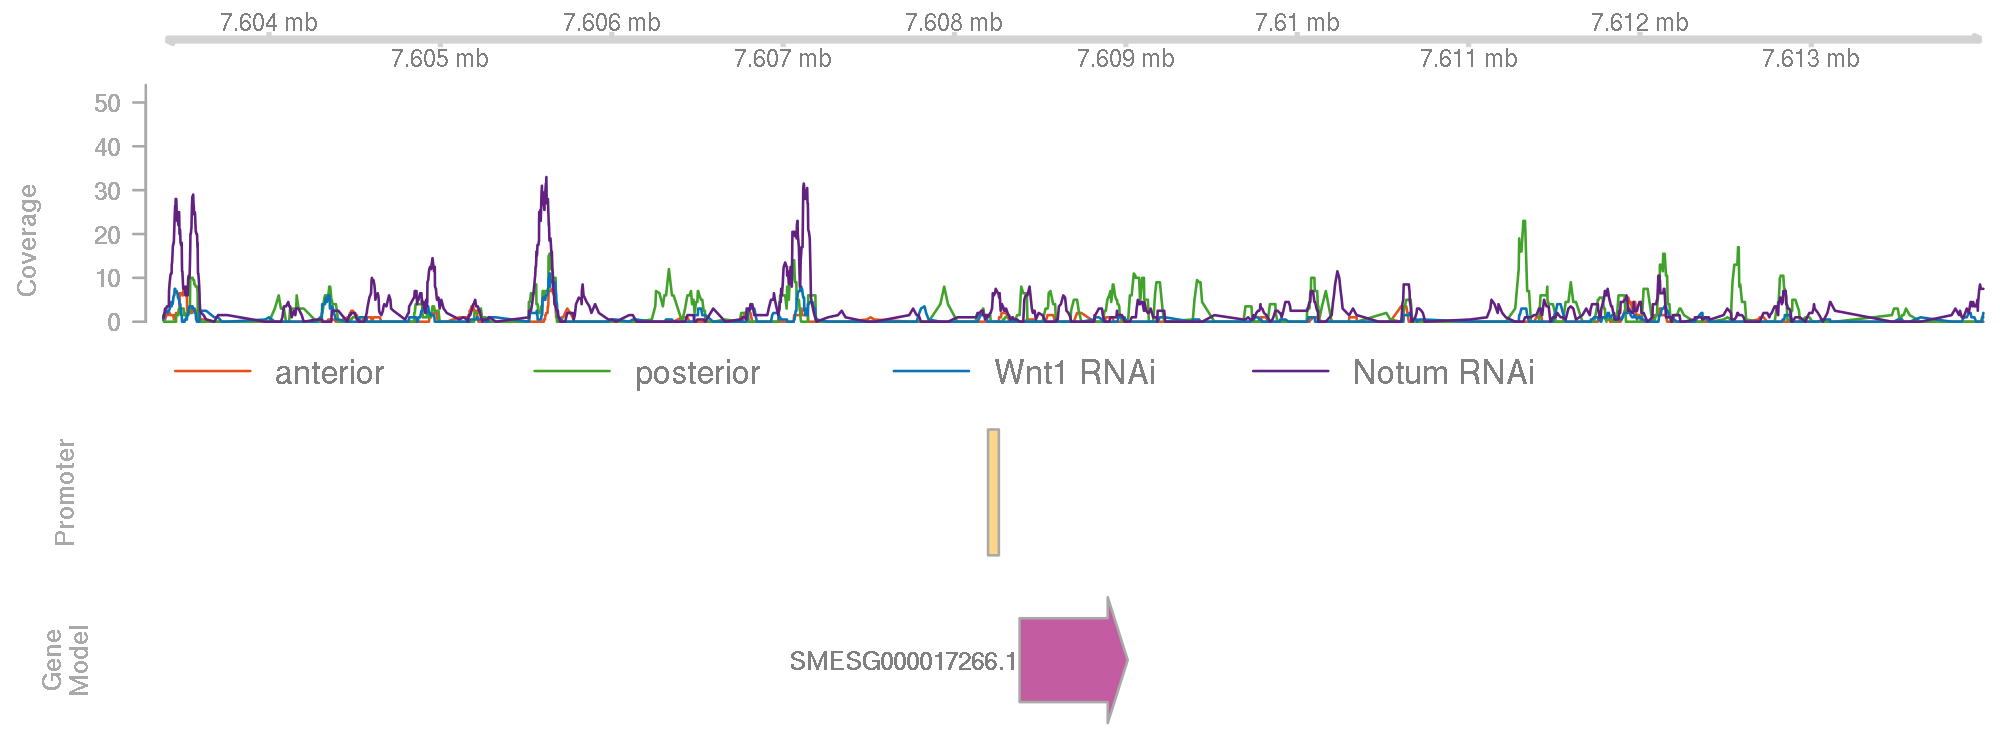 7.604 mb 7.606 mb 7.608 mb 7.61 mb 7.612 mb
7.605 mb 7.607 mb 7.609 mb 7.611 mb 7.613 mb
Coverage
50
40
30
20
10
0
anterior posterior Wnt1 RNAi Notum RNAi
Promoter
Gene
Model
SMESG000017266.1